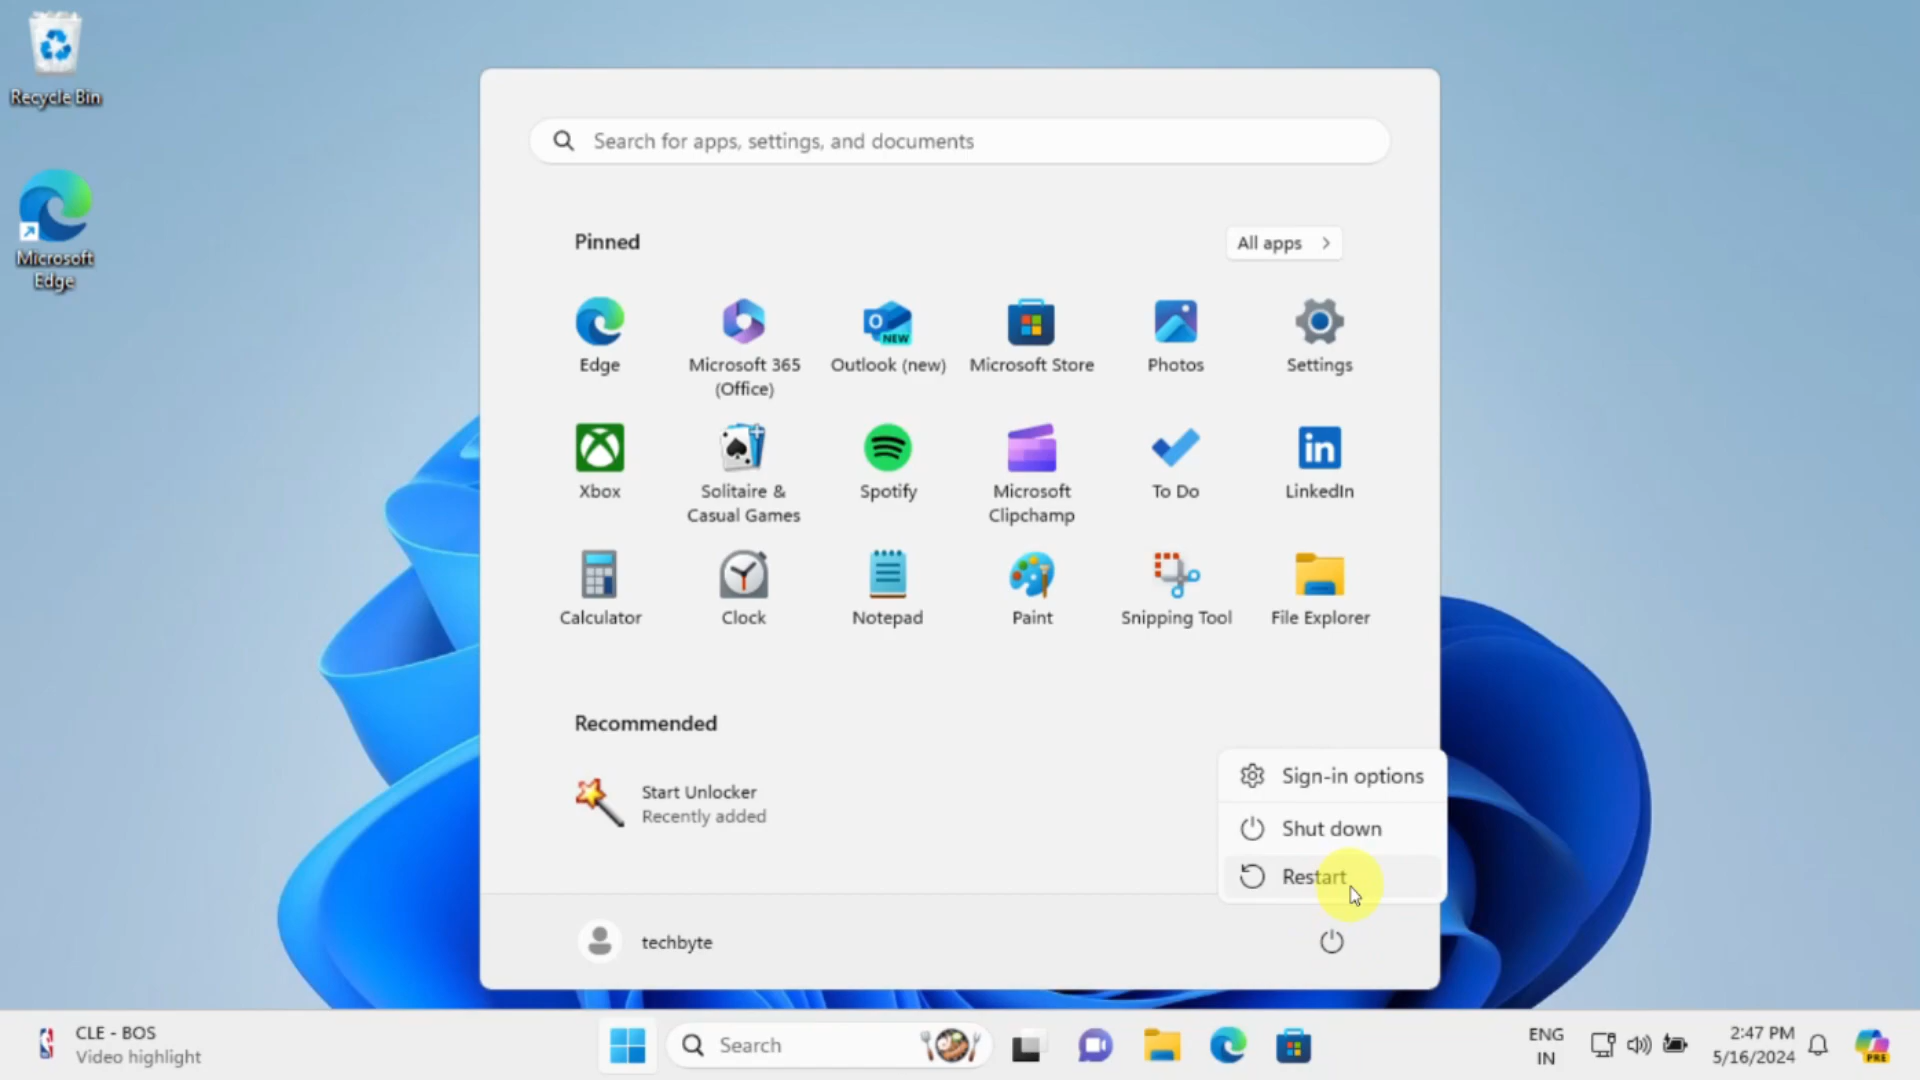 Recycle Bin
Microsoft
Edge
Search for apps, settings, and documents
Pinned
All apps
Edge
Microsoft 365
(Office)
Outlook (new)
NEW
Microsoft Store
Photos
Settings
Xbox
Solitaire &
Casual Games
Spotify
Microsoft
Clipchamp
To Do
in
LinkedIn
Calculator
Clock
Notepad
Paint
Snipping Tool
File Explorer
Recommended
Start Unlocker
Recently added
Sign-in options
Shut down
Restart
techbyte
CLE - BOS
Video highlight
Search
ENG
IN
2:47 PM
5/16/2024
PRE